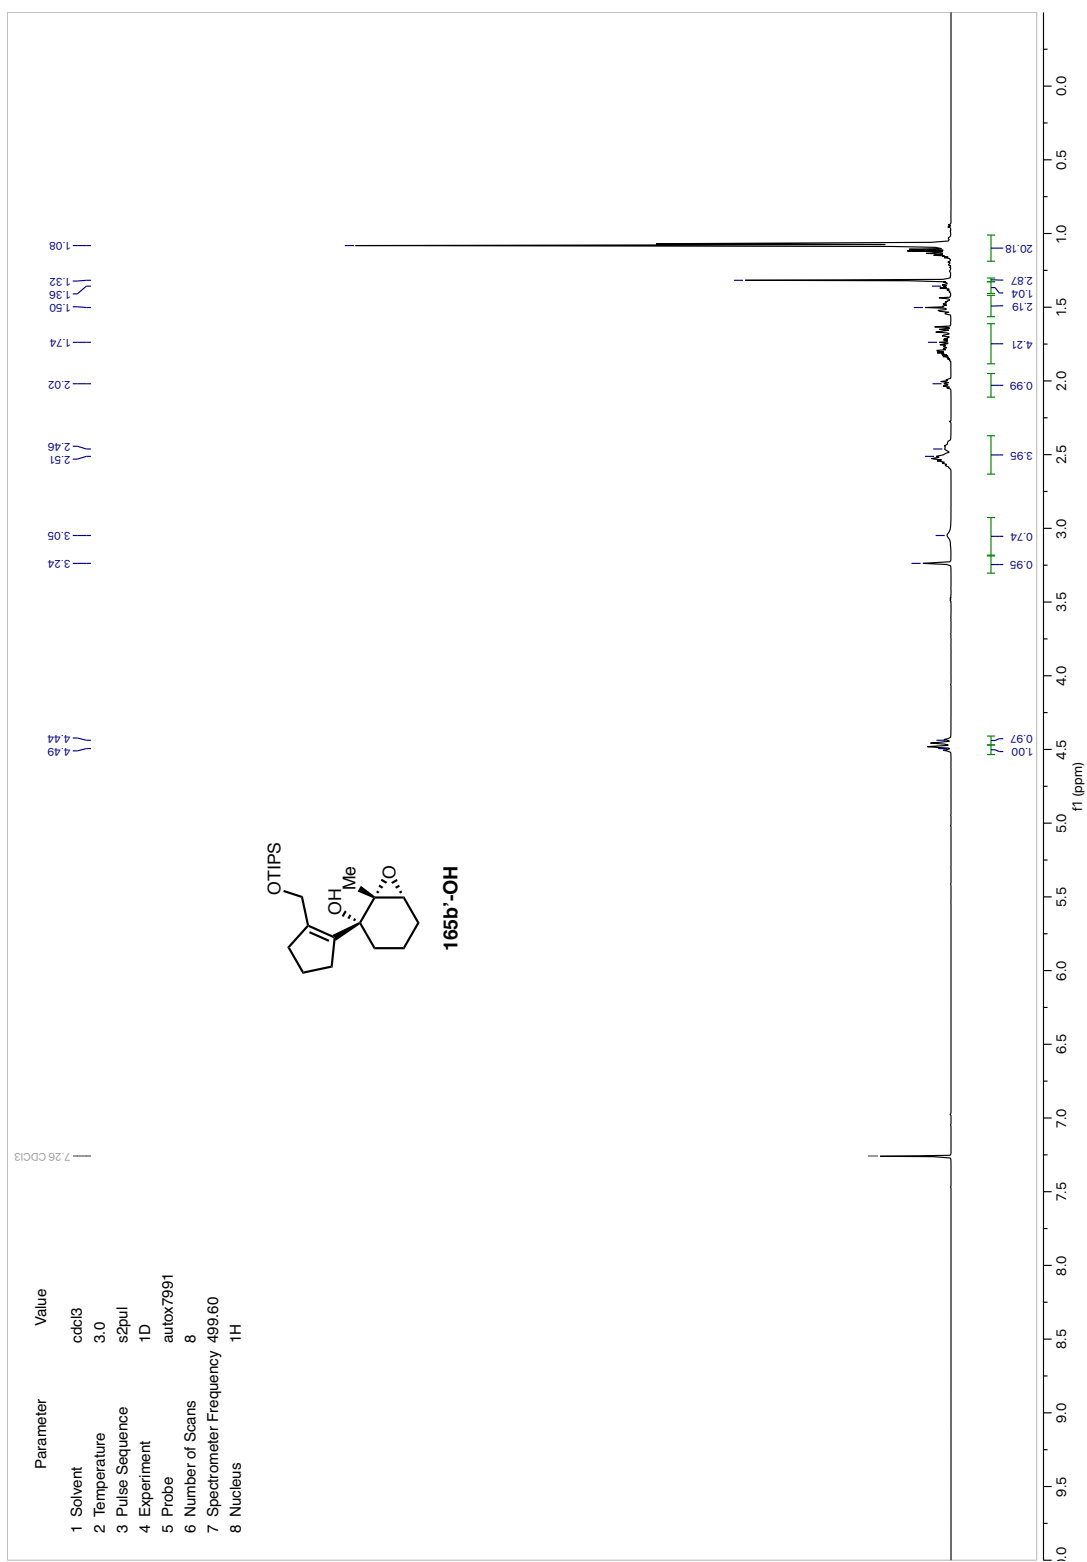 Parameter Value
1 Solvent cdcl3
2 Temperature 3.0
3 Pulse Sequence s2pul
4 Experiment 1D
5 Probe autox7991
6 Number of Scans 8
7 Spectrometer Frequency 499.60
8 Nucleus 1H
7.26 CDCl3
4.49
4.44
3.24
3.05
2.51
2.46
2.02
1.74
1.50
1.36
1.32
1.08
OTIPS
OH
Me
O
165b'-OH
1.00
0.97
0.95
0.74
3.95
0.99
4.21
2.19
1.04
2.87
20.18
9.5 9.0 8.5 8.0 7.5 7.0 6.5 6.0 5.5 5.0 4.5 4.0 3.5 3.0 2.5 2.0 1.5 1.0 0.5 0.0
f1 (ppm)